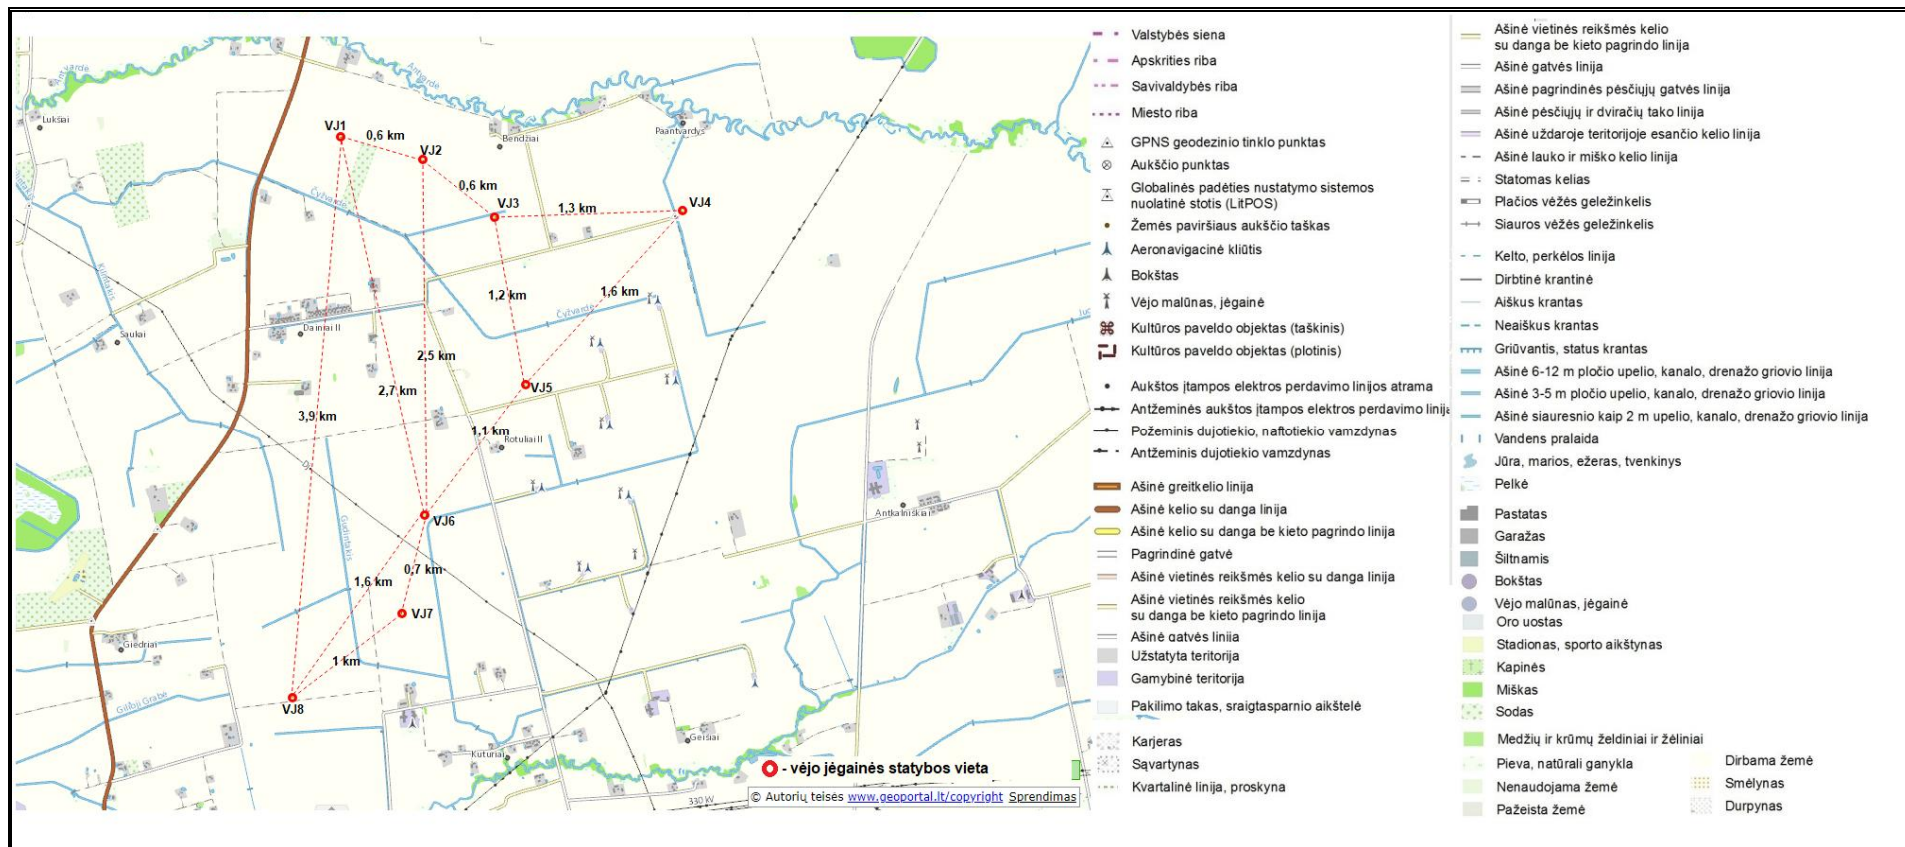 Lukšiai
Antvardė
Antvardė
VJ1
0,6 km
VJ2
Bendžiai
Paantvardys
0,6 km
Čyžvardė
VJ3
1,3 km
VJ4
Kilintakis
1,2 km
1,6 km
Čyžvardė
Saukai
Dainiai II
2,5 km
2,7 km
VJ5
3,9 km
1,1 km
Rotuliai II
Antkalniškiai
VJ6
Gudintakis
0,7 km
1,6 km
VJ7
Giedriai
1 km
VJ8
Gilioji Grabė
Kuturiai
Geišiai
330 kV
- vėjo jėgainės statybos vieta
© Autorių teisės www.geoportal.lt/copyright Sprendimas
Valstybės siena
Apskrities riba
Savivaldybės riba
Miesto riba
GPNS geodezinio tinklo punktas
Aukščio punktas
Globalinės padėties nustatymo sistemos
nuolatinė stotis (LitPOS)
Žemės paviršiaus aukščio taškas
Aeronavigacinė kliūtis
Bokštas
Vėjo malūnas, jėgainė
Kultūros paveldo objektas (taškinis)
Kultūros paveldo objektas (plotinis)
Aukštos įtampos elektros perdavimo linijos atrama
Antžeminės aukštos įtampos elektros perdavimo linija
Požeminis dujotiekio, naftotiekio vamzdynas
Antžeminis dujotiekio vamzdynas
Ašinė greitkelio linija
Ašinė kelio su danga linija
Ašinė kelio su danga be kieto pagrindo linija
Pagrindinė gatvė
Ašinė vietinės reikšmės kelio su danga linija
Ašinė vietinės reikšmės kelio
su danga be kieto pagrindo linija
Ašinė gatvės linija
Užstatyta teritorija
Gamybinė teritorija
Pakilimo takas, sraigtasparnio aikštelė
Karjeras
Sąvartynas
Kvartalinė linija, proskyna
Ašinė vietinės reikšmės kelio
su danga be kieto pagrindo linija
Ašinė gatvės linija
Ašinė pagrindinės pėsčiųjų gatvės linija
Ašinė pėsčiųjų ir dviračių tako linija
Ašinė uždaroje teritorijoje esančio kelio linija
Ašinė lauko ir miško kelio linija
Statomas kelias
Plačios vėžės geležinkelis
Siauros vėžės geležinkelis
Kelto, perkėlos linija
Dirbtinė krantinė
Aiškus krantas
Neaiškus krantas
Griūvantis, status krantas
Ašinė 6-12 m pločio upelio, kanalo, drenažo griovio linija
Ašinė 3-5 m pločio upelio, kanalo, drenažo griovio linija
Ašinė siauresnio kaip 2 m upelio, kanalo, drenažo griovio linija
Vandens pralaida
Jūra, marios, ežeras, tvenkinys
Pelkė
Pastatas
Garažas
Šiltnamis
Bokštas
Vėjo malūnas, jėgainė
Oro uostas
Stadionas, sporto aikštynas
Kapinės
Miškas
Sodas
Medžių ir krūmų želdiniai ir žėliniai
Pieva, natūrali ganykla
Nenaudojama žemė
Pažeista žemė
Dirbama žemė
Smėlynas
Durpynas